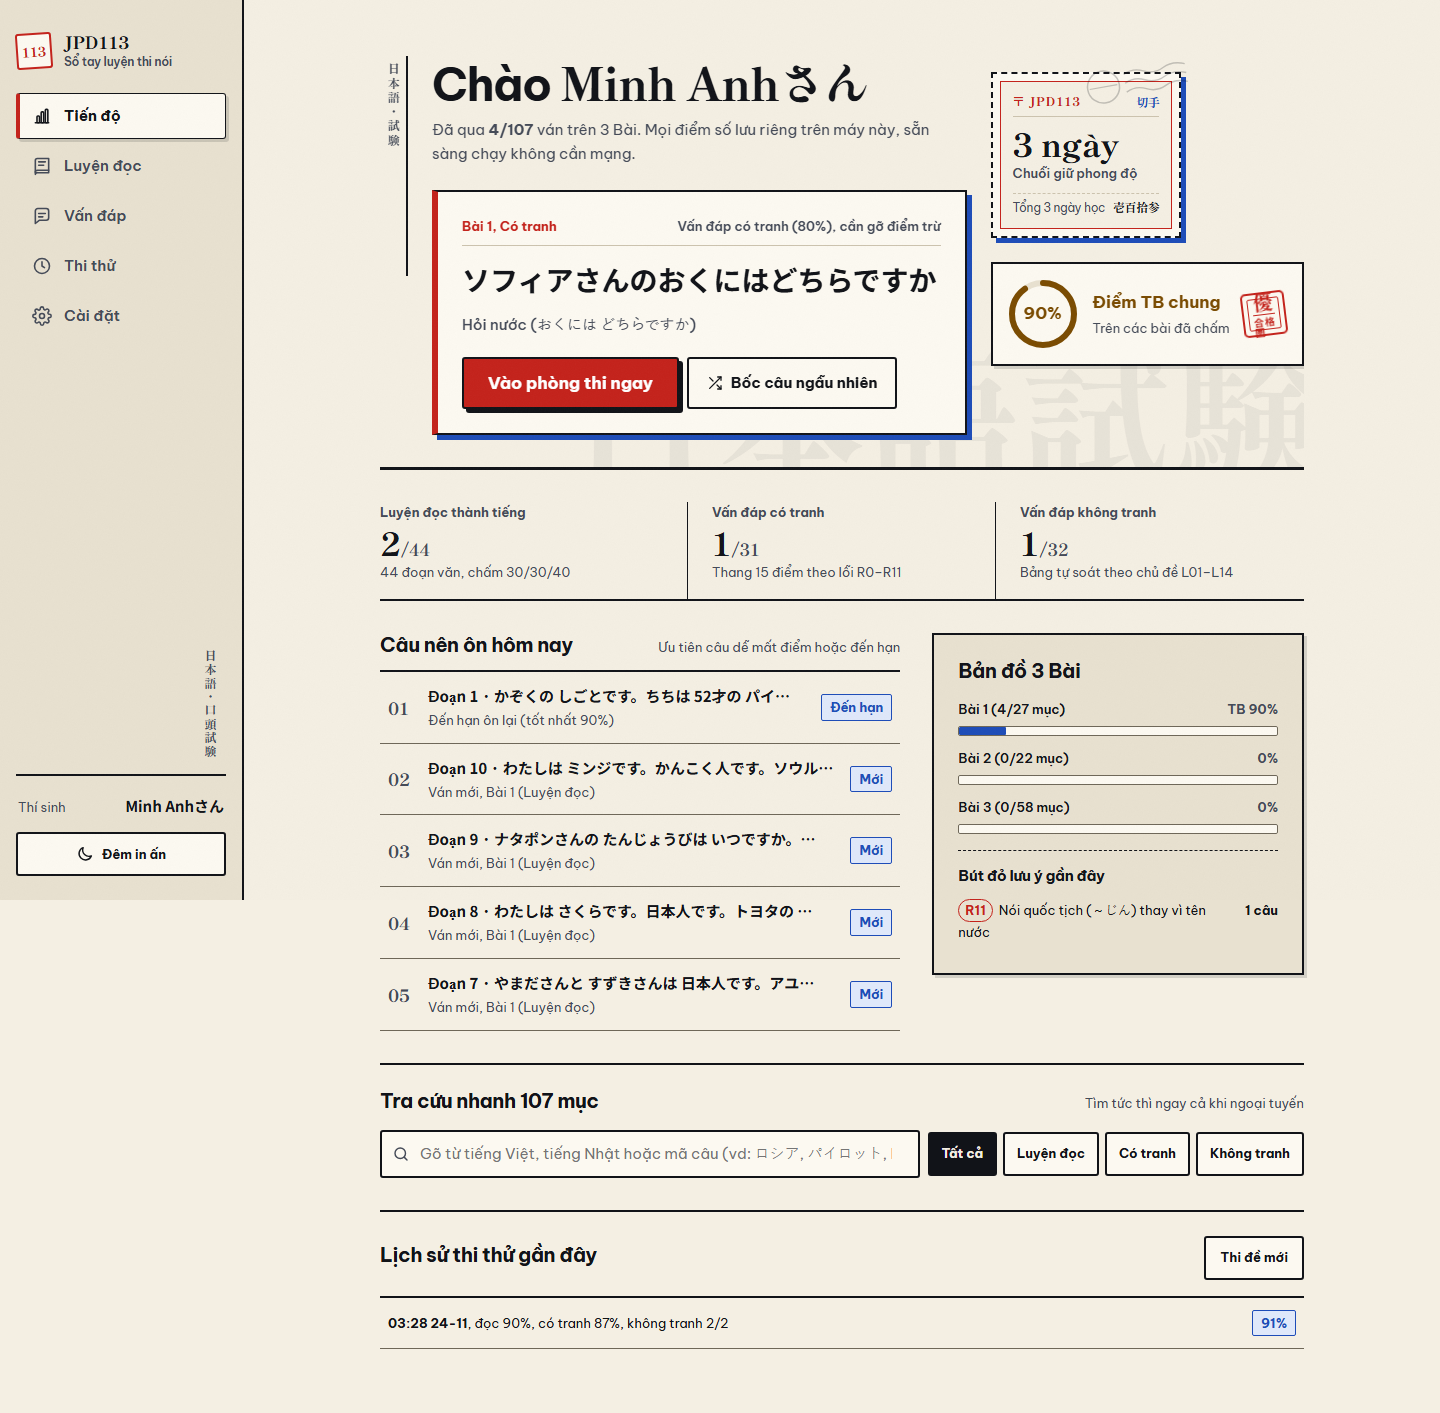 113
JPD113
Sổ tay luyện thi nói
Tiến độ
Luyện đọc
Vấn đáp
Thi thử
Cài đặt
日本語・口頭試験
Thí sinh
Minh Anhさん
Đêm in ấn
日本語・試験
Chào Minh Anhさん
Đã qua 4/107 ván trên 3 Bài. Mọi điểm số lưu riêng trên máy này, sẵn
sàng chạy không cần mạng.
Bài 1, Có tranh
Vấn đáp có tranh (80%), cần gỡ điểm trừ
ソフィアさんのおくにはどちらですか
Hỏi nước (おくには どちらですか)
Vào phòng thi ngay
Bốc câu ngẫu nhiên
〒 JPD113
切手
3 ngày
Chuỗi giữ phong độ
Tổng 3 ngày học
壱百拾参
90%
Điểm TB chung
Trên các bài đã chấm
優
合格
日本語試験
Luyện đọc thành tiếng
2/44
44 đoạn văn, chấm 30/30/40
Vấn đáp có tranh
1/31
Thang 15 điểm theo lỗi R0–R11
Vấn đáp không tranh
1/32
Bảng tự soát theo chủ đề L01–L14
Câu nên ôn hôm nay
Ưu tiên câu dễ mất điểm hoặc đến hạn
01
Đoạn 1 · かぞくの しごとです。ちちは 52才の パイ…
Đến hạn ôn lại (tốt nhất 90%)
Đến hạn
02
Đoạn 10 · わたしは ミンジです。かんこく人です。ソウル…
Ván mới, Bài 1 (Luyện đọc)
Mới
03
Đoạn 9 · ナタポンさんの たんじょうびは いつですか。…
Ván mới, Bài 1 (Luyện đọc)
Mới
04
Đoạn 8 · わたしは さくらです。日本人です。トヨタの …
Ván mới, Bài 1 (Luyện đọc)
Mới
05
Đoạn 7 · やまださんと すずきさんは 日本人です。アユ…
Ván mới, Bài 1 (Luyện đọc)
Mới
Bản đồ 3 Bài
Bài 1 (4/27 mục)
TB 90%
Bài 2 (0/22 mục)
0%
Bài 3 (0/58 mục)
0%
Bút đỏ lưu ý gần đây
R11 Nói quốc tịch (～じん) thay vì tên
nước
1 câu
Tra cứu nhanh 107 mục
Tìm tức thì ngay cả khi ngoại tuyến
Gõ từ tiếng Việt, tiếng Nhật hoặc mã câu (vd: ロシア, パイロット,
Tất cả
Luyện đọc
Có tranh
Không tranh
Lịch sử thi thử gần đây
Thi đề mới
03:28 24-11, đọc 90%, có tranh 87%, không tranh 2/2
91%